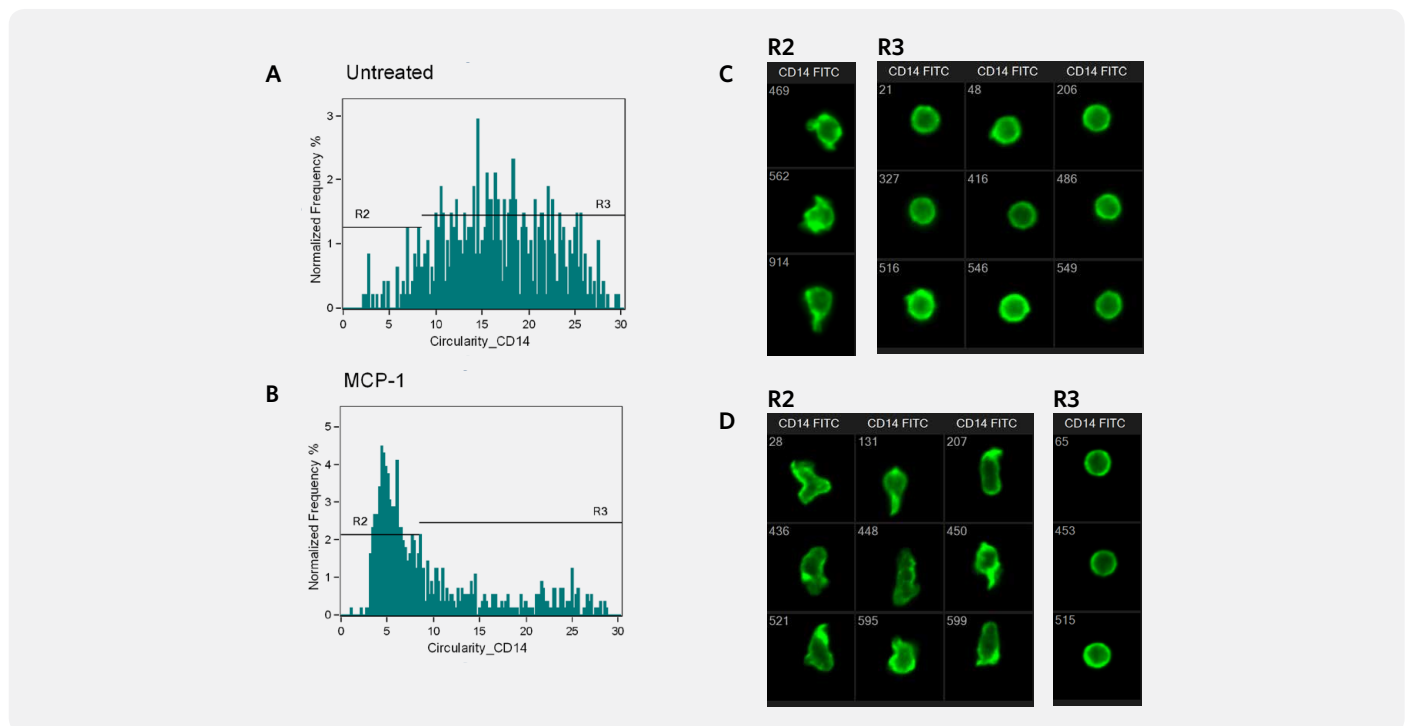 A
Untreated
Normalized Frequency %
3
2
1
0
R2
R3
0 5 10 15 20 25 30
Circularity_CD14
B
MCP-1
Normalized Frequency %
5
4
3
2
1
0
R2
R3
0 5 10 15 20 25 30
Circularity_CD14
C
R2
CD14 FITC
469
562
914
R3
CD14 FITC CD14 FITC CD14 FITC
21 48 206
327 416 486
516 546 549
D
R2
CD14 FITC CD14 FITC CD14 FITC
28 131 207
436 448 450
521 595 599
R3
CD14 FITC
65
453
515